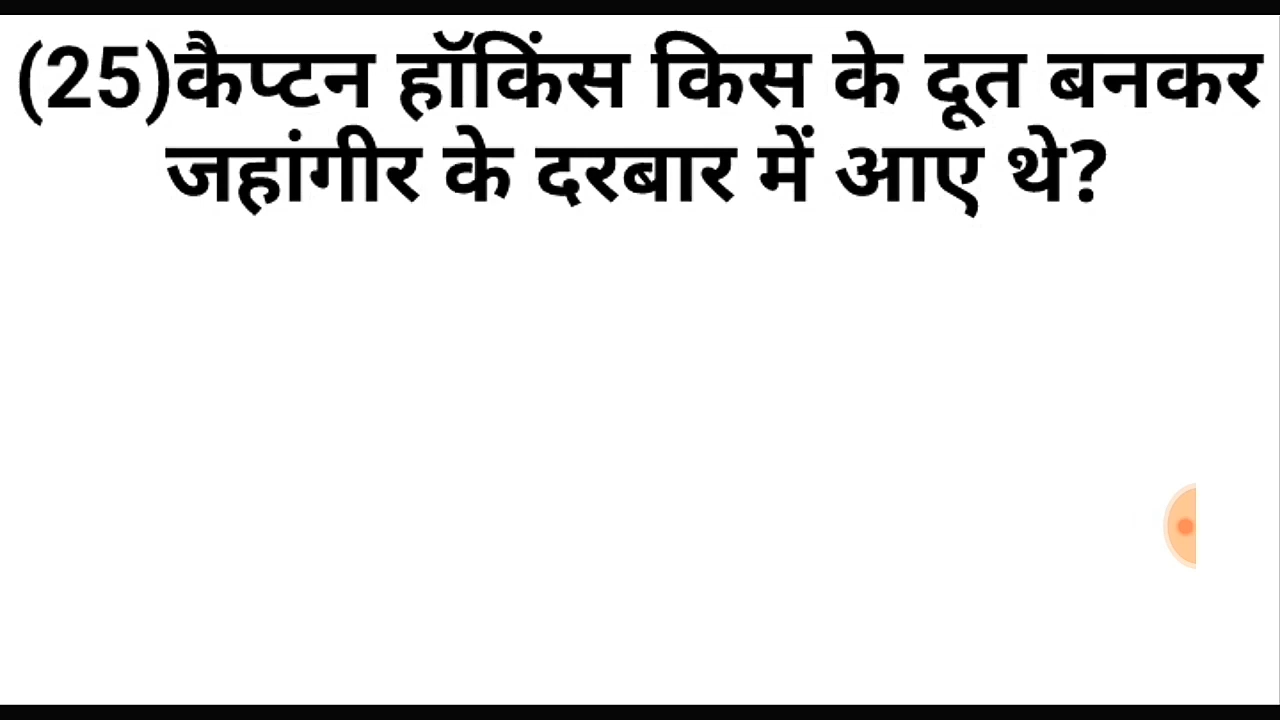 (25)कैप्टन हॉकिंस किस के दूत बनकर
जहांगीर के दरबार में आए थे?